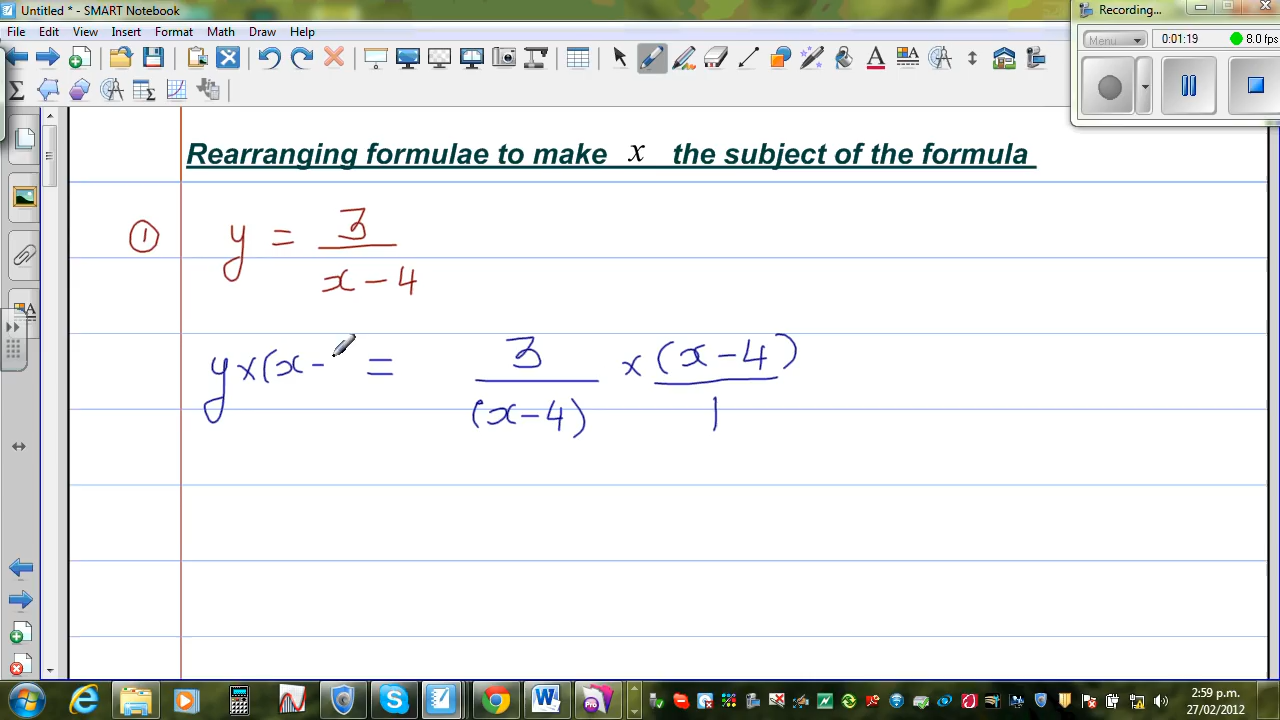 Untitled * - SMART Notebook
Recording...
File Edit View Insert Format Math Draw Help
Menu 0:01:19 8.0 fps
Rearranging formulae to make x the subject of the formula
① y = 3 / x - 4
y × (x - = 3 / (x - 4) × (x - 4) / 1
2:59 p.m.
27/02/2012